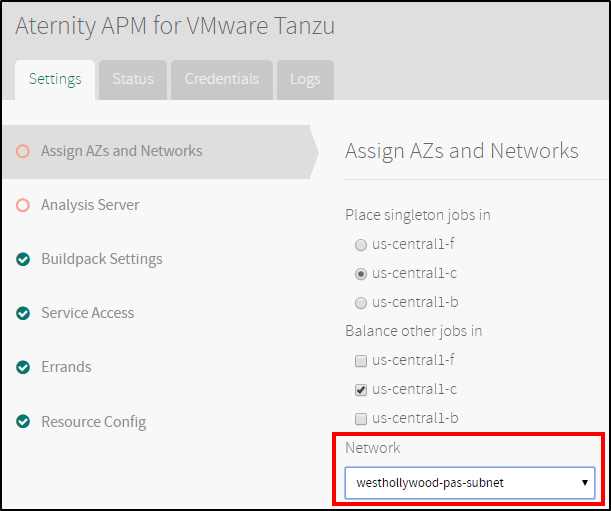 Aternity APM for VMware Tanzu
Settings
Status
Credentials
Logs
Assign AZs and Networks
Analysis Server
Buildpack Settings
Service Access
Errands
Resource Config
Assign AZs and Networks
Place singleton jobs in
us-central1-f
us-central1-c
us-central1-b
Balance other jobs in
us-central1-f
us-central1-c
us-central1-b
Network
westhollywood-pas-subnet